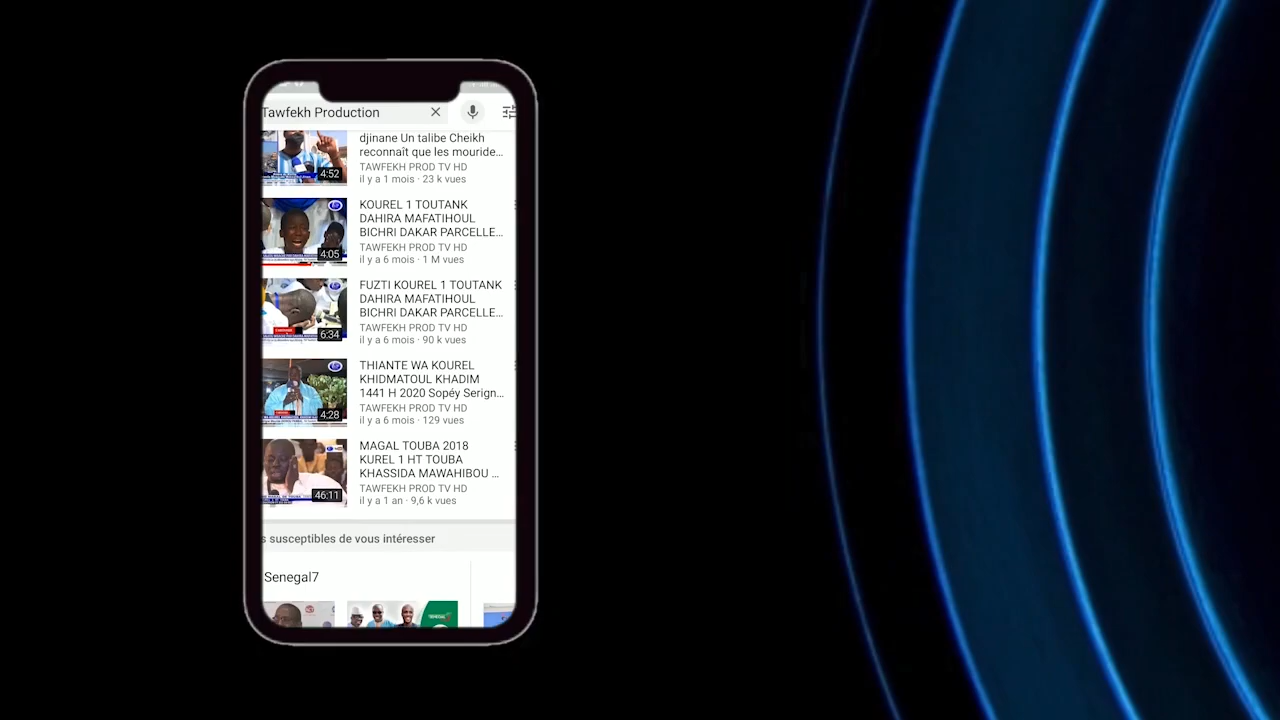 Tawfekh Production
djinane Un talibe Cheikh
reconnaît que les mouride...
TAWFEKH PROD TV HD
il y a 1 mois · 23 k vues
4:52
KOUREL 1 TOUTANK
DAHIRA MAFATIHOUL
BICHRI DAKAR PARCELLE...
TAWFEKH PROD TV HD
il y a 6 mois · 1 M vues
4:05
FUZTI KOUREL 1 TOUTANK
DAHIRA MAFATIHOUL
BICHRI DAKAR PARCELLE...
TAWFEKH PROD TV HD
il y a 6 mois · 90 k vues
6:34
THIANTE WA KOUREL
KHIDMATOUL KHADIM
1441 H 2020 Sopéy Serign...
TAWFEKH PROD TV HD
il y a 6 mois · 129 vues
4:28
MAGAL TOUBA 2018
KUREL 1 HT TOUBA
KHASSIDA MAWAHIBOU ...
TAWFEKH PROD TV HD
il y a 1 an · 9,6 k vues
46:11
s susceptibles de vous intéresser
Senegal7